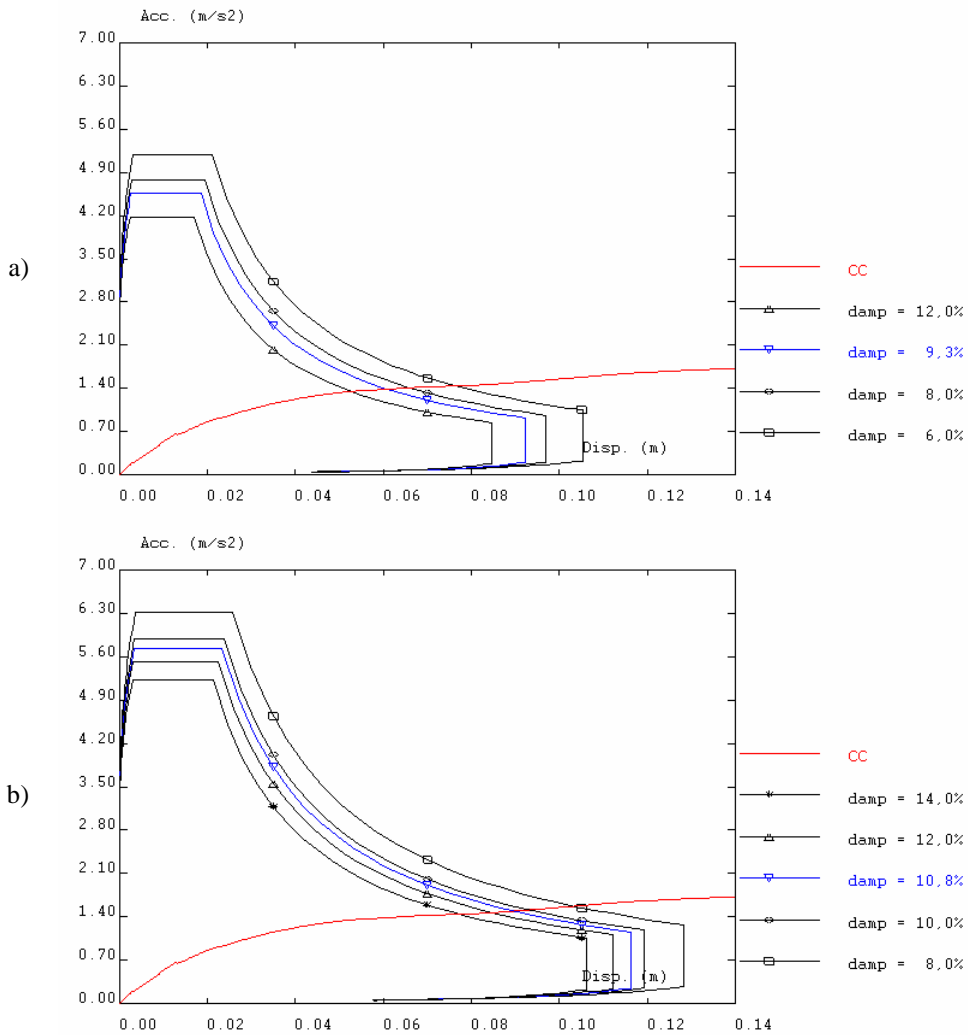 Acc. (m/s2)
7.00
6.30
5.60
4.90
4.20
3.50
2.80
2.10
1.40
0.70
0.00
a)
CC
damp = 12,0%
damp = 9,3%
damp = 8,0%
damp = 6,0%
Disp. (m)
0.00 0.02 0.04 0.06 0.08 0.10 0.12 0.14
Acc. (m/s2)
7.00
6.30
5.60
4.90
4.20
3.50
2.80
2.10
1.40
0.70
0.00
b)
CC
damp = 14,0%
damp = 12,0%
damp = 10,8%
damp = 10,0%
damp = 8,0%
Disp. (m)
0.00 0.02 0.04 0.06 0.08 0.10 0.12 0.14